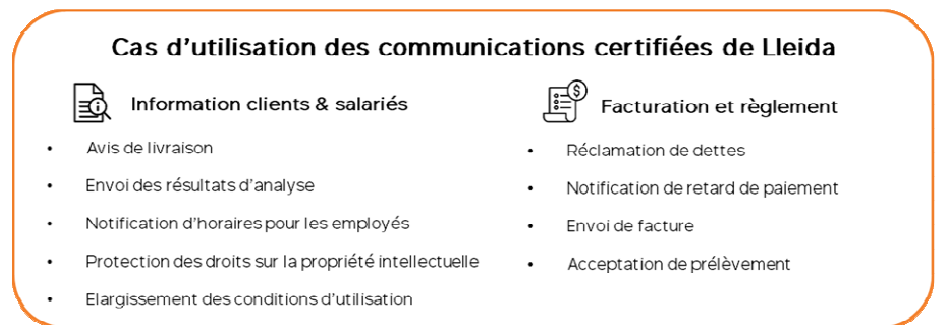 Cas d'utilisation des communications certifiées de Lleida
Information clients & salariés
• Avis de livraison
• Envoi des résultats d'analyse
• Notification d'horaires pour les employés
• Protection des droits sur la propriété intellectuelle
• Elargissement des conditions d'utilisation
Facturation et règlement
• Réclamation de dettes
• Notification de retard de paiement
• Envoi de facture
• Acceptation de prélèvement